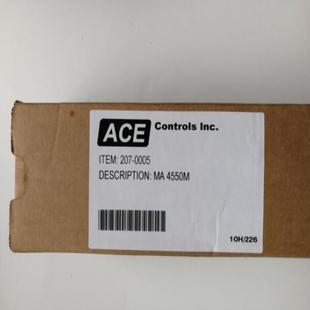 ACE Controls Inc.
ITEM: 207-0005
DESCRIPTION: MA 4550M
10H/226